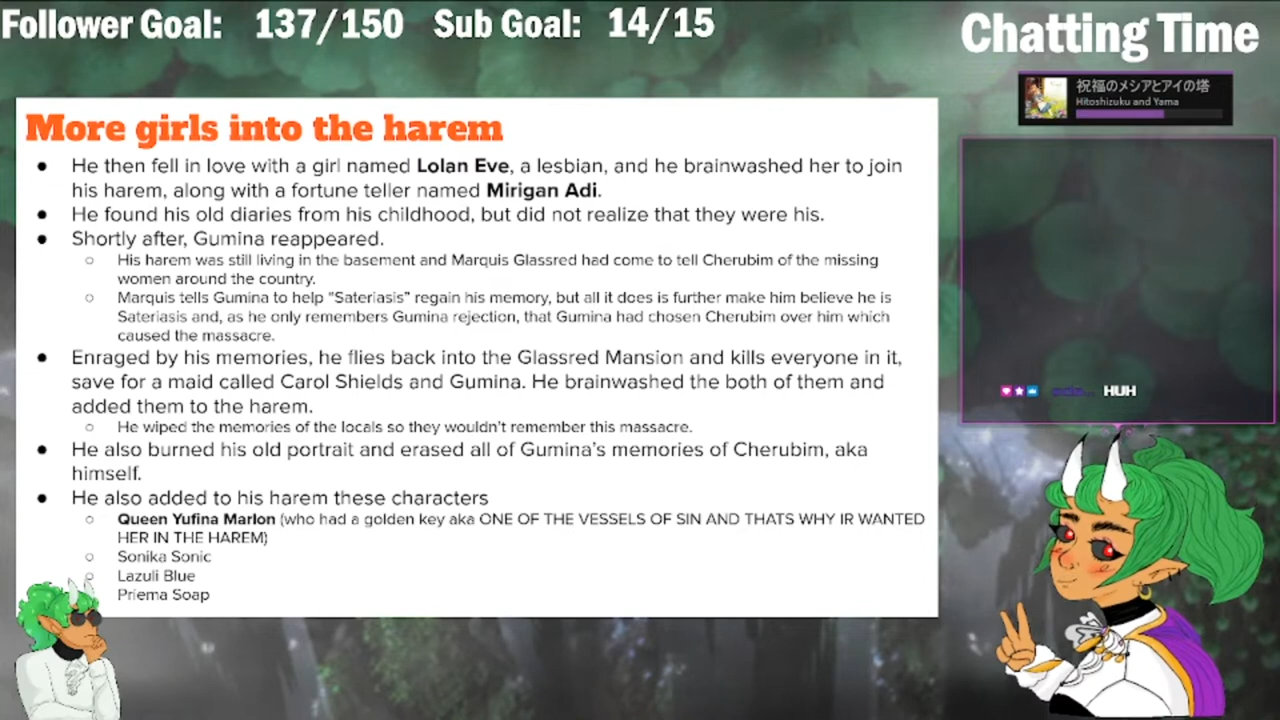 Follower Goal: 137/150 Sub Goal: 14/15
Chatting Time
祝福のメシアとアイの塔
Hitoshizuku and Yama
More girls into the harem
● He then fell in love with a girl named Lolan Eve, a lesbian, and he brainwashed her to join
his harem, along with a fortune teller named Mirigan Adi.
● He found his old diaries from his childhood, but did not realize that they were his.
● Shortly after, Gumina reappeared.
○ His harem was still living in the basement and Marquis Glassred had come to tell Cherubim of the missing
women around the country.
○ Marquis tells Gumina to help “Sateriasis” regain his memory, but all it does is further make him believe he is
Sateriasis and, as he only remembers Gumina rejection, that Gumina had chosen Cherubim over him which
caused the massacre.
● Enraged by his memories, he flies back into the Glassred Mansion and kills everyone in it,
save for a maid called Carol Shields and Gumina. He brainwashed the both of them and
added them to the harem.
○ He wiped the memories of the locals so they wouldn’t remember this massacre.
● He also burned his old portrait and erased all of Gumina’s memories of Cherubim, aka
himself.
● He also added to his harem these characters
○ Queen Yufina Marlon (who had a golden key aka ONE OF THE VESSELS OF SIN AND THATS WHY IR WANTED
HER IN THE HAREM)
○ Sonika Sonic
○ Lazuli Blue
Priema Soap
HUH